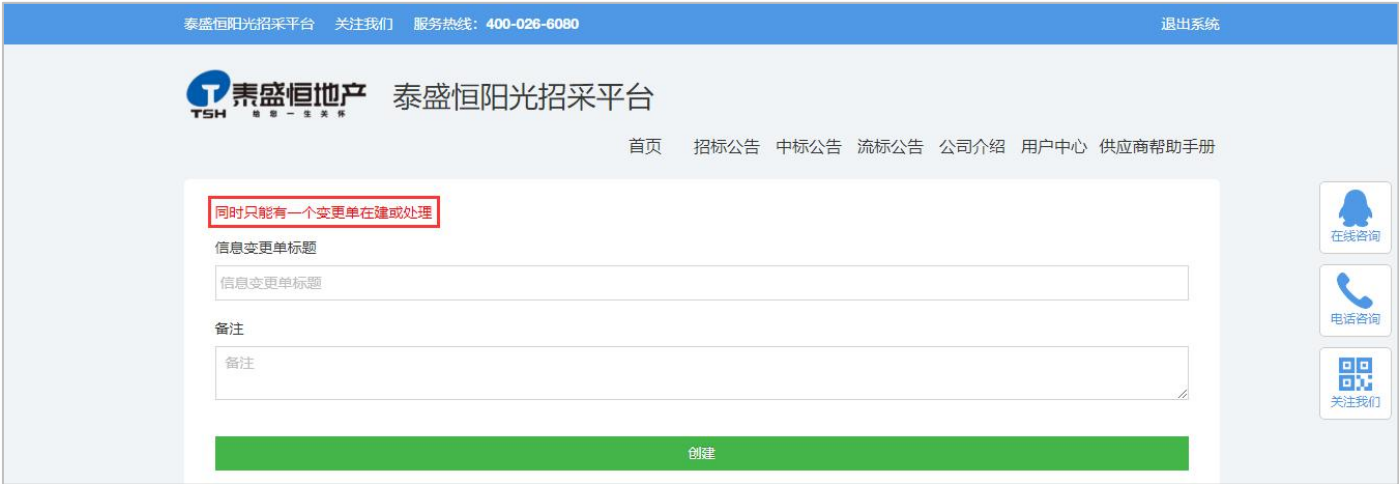 泰盛恒阳光招采平台 关注我们 服务热线：400-026-6080 退出系统
泰盛恒地产 泰盛恒阳光招采平台
TSH 给您一生关怀
首页 招标公告 中标公告 流标公告 公司介绍 用户中心 供应商帮助手册
同时只能有一个变更单在建或处理
信息变更单标题
信息变更单标题
备注
备注
创建
在线咨询
电话咨询
关注我们